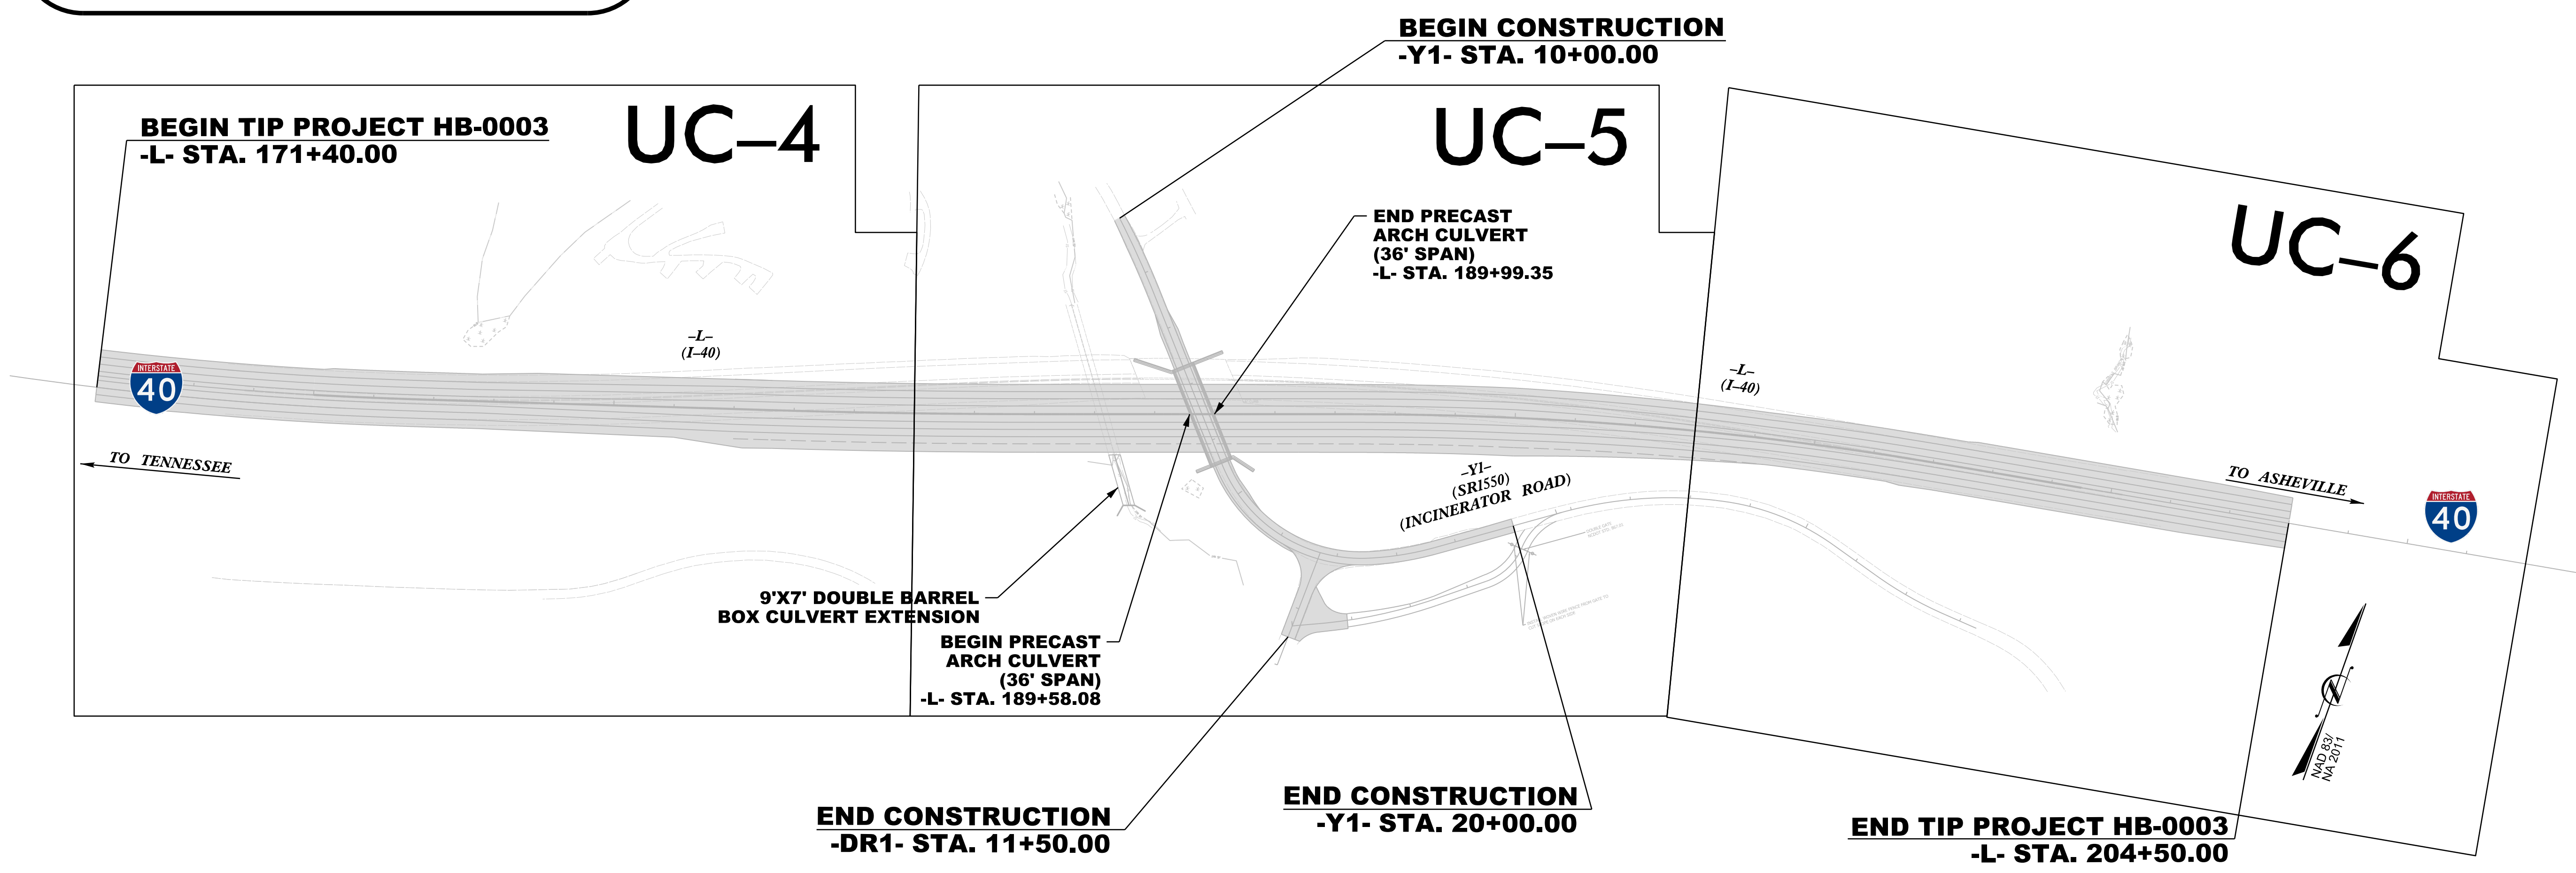 BEGIN CONSTRUCTION
-Y1- STA. 10+00.00
BEGIN TIP PROJECT HB-0003
-L- STA. 171+40.00
UC–4
UC–5
UC–6
END PRECAST
ARCH CULVERT
(36' SPAN)
-L- STA. 189+99.35
–L–
(I–40)
–L–
(I–40)
INTERSTATE
40
TO TENNESSEE
–Y1–
(SR1550)
(INCINERATOR ROAD)
TO ASHEVILLE
INTERSTATE
40
9'X7' DOUBLE BARREL
BOX CULVERT EXTENSION
BEGIN PRECAST
ARCH CULVERT
(36' SPAN)
-L- STA. 189+58.08
NAD 83/
NA 2011
END CONSTRUCTION
-DR1- STA. 11+50.00
END CONSTRUCTION
-Y1- STA. 20+00.00
END TIP PROJECT HB-0003
-L- STA. 204+50.00